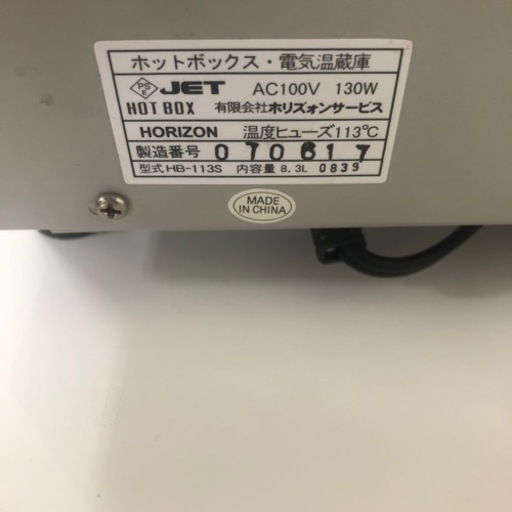 ホットボックス・電気温蔵庫
PS E JET AC100V 130W
HOT BOX 有限会社ホリズォンサービス
HORIZON 温度ヒューズ113℃
製造番号 070617
型式HB-113S 内容量 8.3L 0839
MADE
IN CHINA